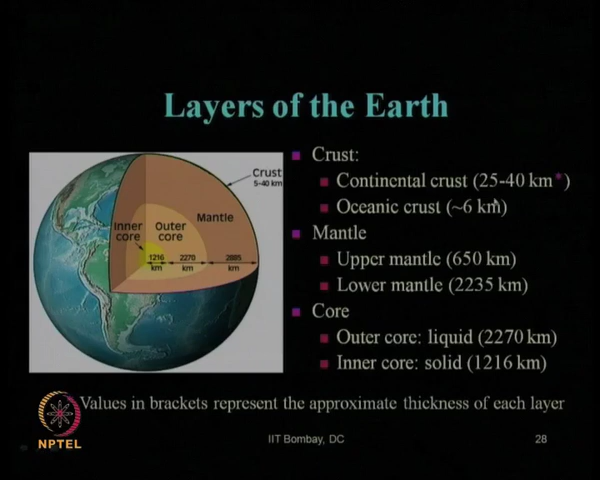 Layers of the Earth
Crust:
Continental crust (25-40 km*)
Oceanic crust (~6 km)
Mantle
Upper mantle (650 km)
Lower mantle (2235 km)
Core
Outer core: liquid (2270 km)
Inner core: solid (1216 km)
Crust
5-40 km
Mantle
Inner core
Outer core
1216 km
2270 km
2885 km
Values in brackets represent the approximate thickness of each layer
NPTEL
IIT Bombay, DC
28